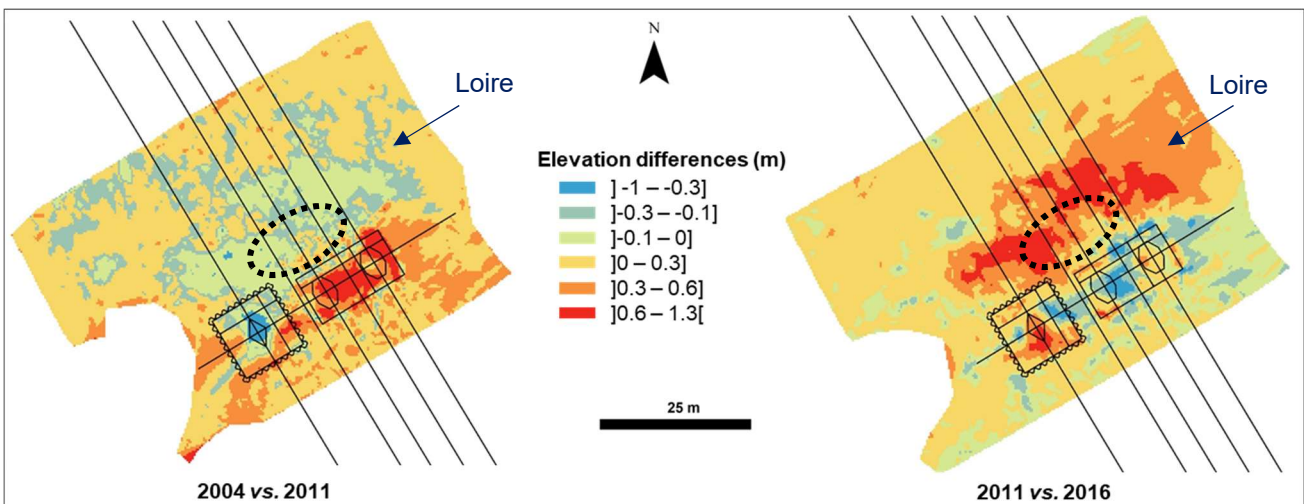 N
Loire
Loire
Elevation differences (m)
] -1 – -0.3]
]-0.3 – -0.1]
]-0.1 – 0]
]0 – 0.3]
]0.3 – 0.6]
]0.6 – 1.3[
25 m
2004 vs. 2011
2011 vs. 2016